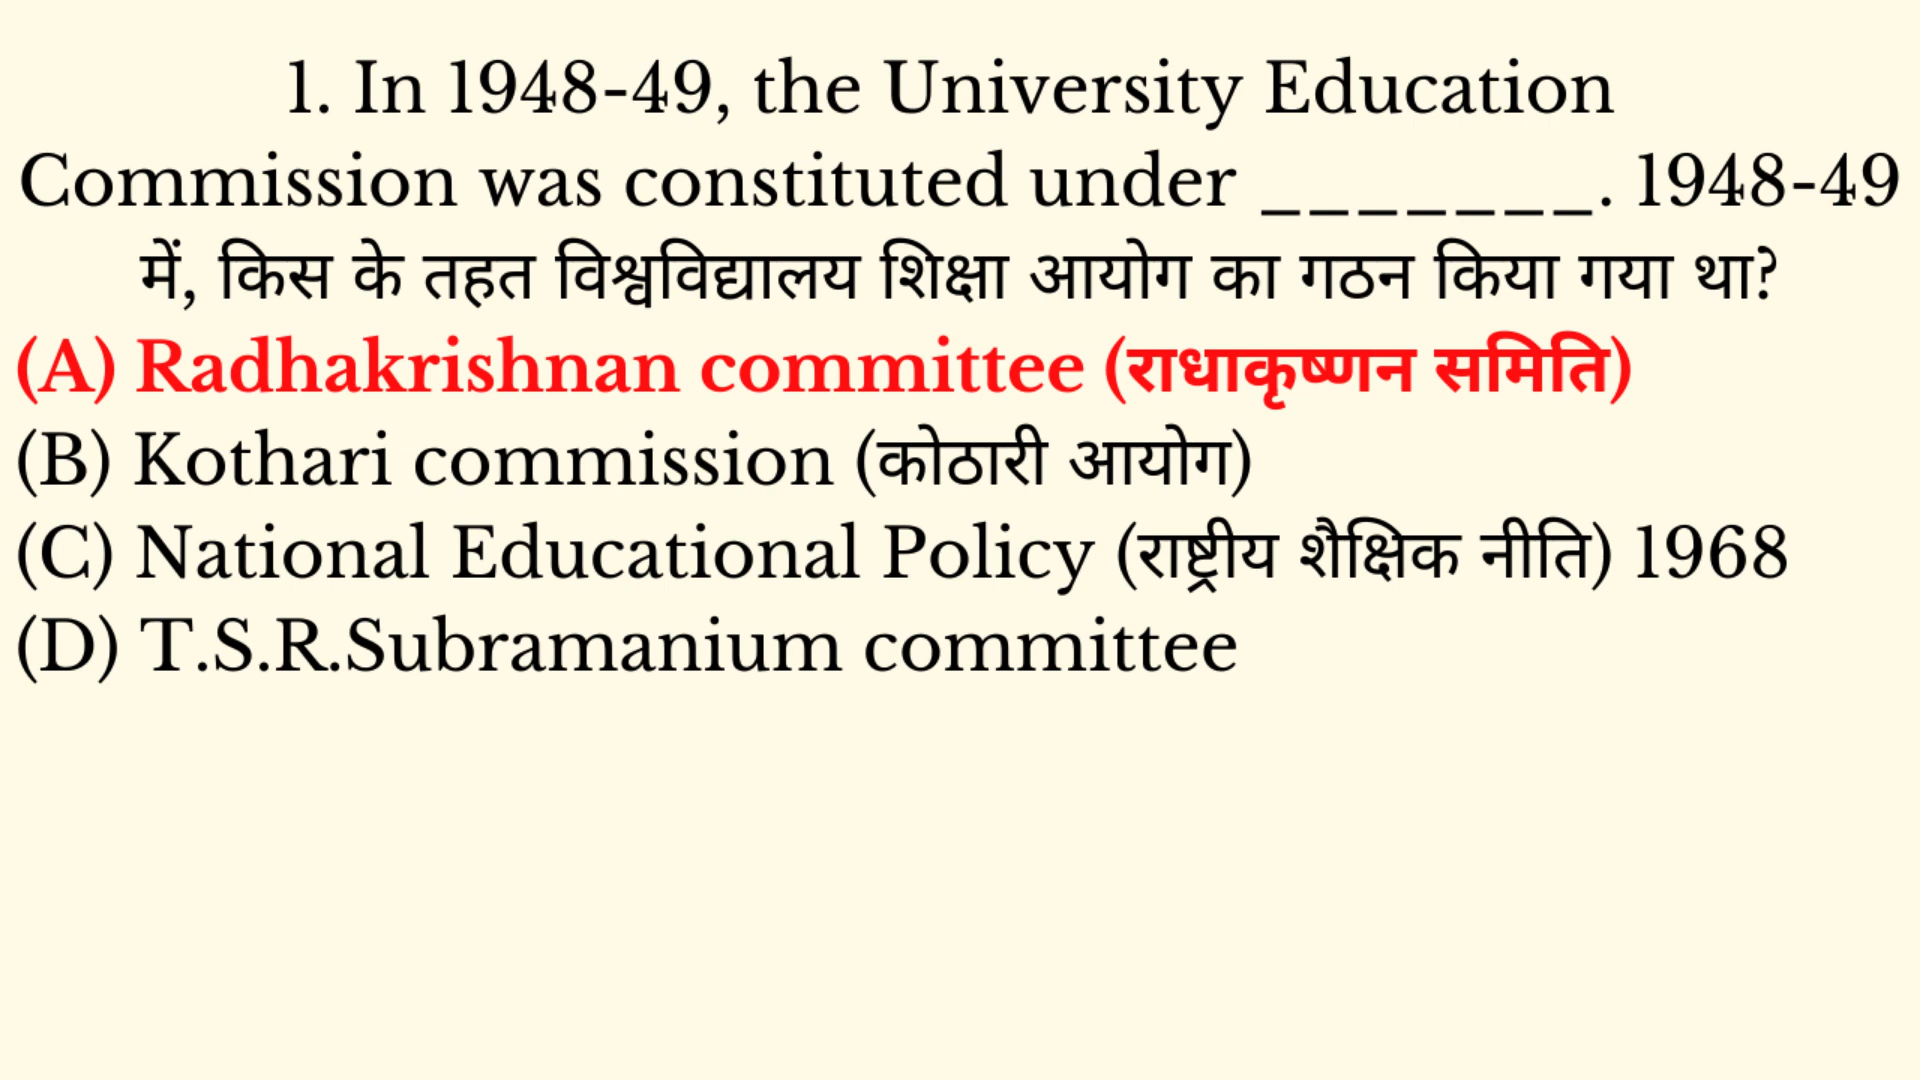 1. In 1948-49, the University Education
Commission was constituted under _______. 1948-49
में, किस के तहत विश्वविद्यालय शिक्षा आयोग का गठन किया गया था?
(A) Radhakrishnan committee (राधाकृष्णन समिति)
(B) Kothari commission (कोठारी आयोग)
(C) National Educational Policy (राष्ट्रीय शैक्षिक नीति) 1968
(D) T.S.R.Subramanium committee